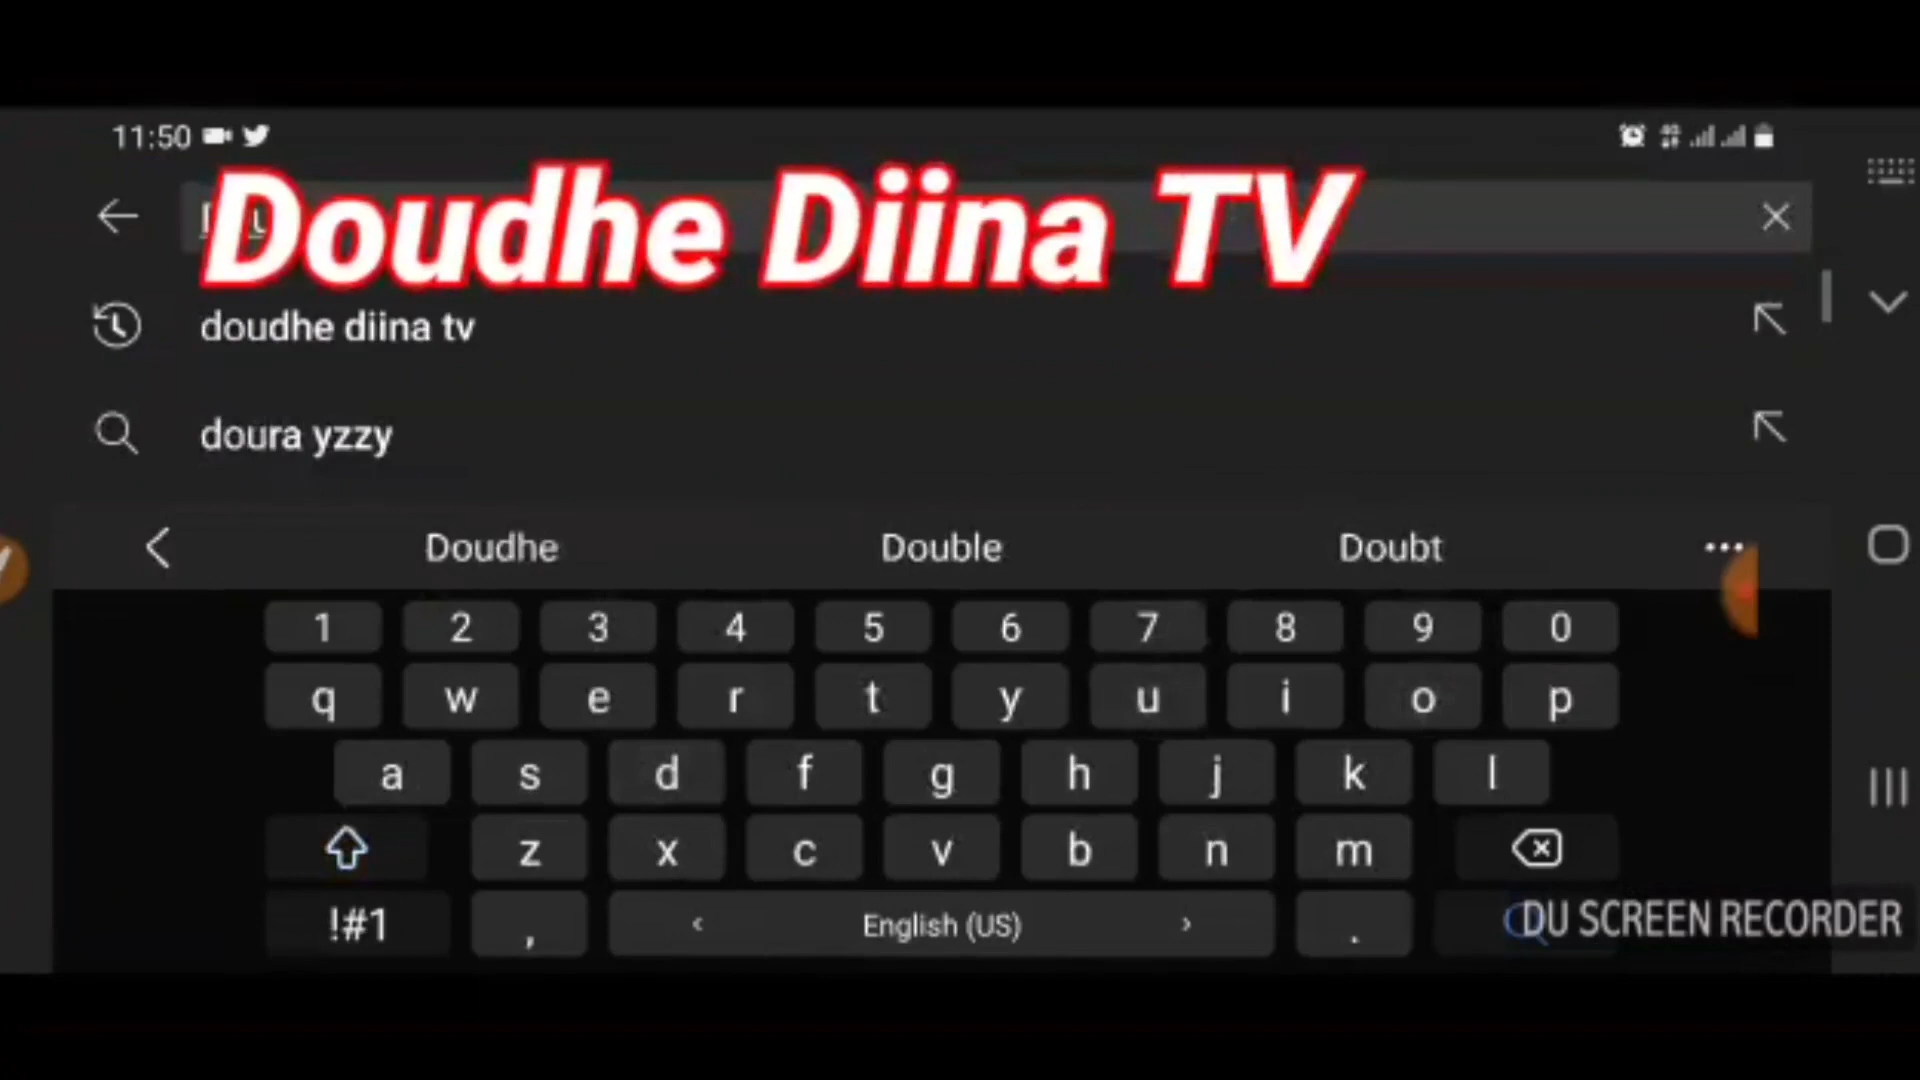 11:50
Doudhe Diina TV
doudhe diina tv
doura yzzy
Doudhe Double Doubt ...
1 2 3 4 5 6 7 8 9 0
q w e r t y u i o p
a s d f g h j k l
z x c v b n m
!#1 , < English (US) > .
DU SCREEN RECORDER